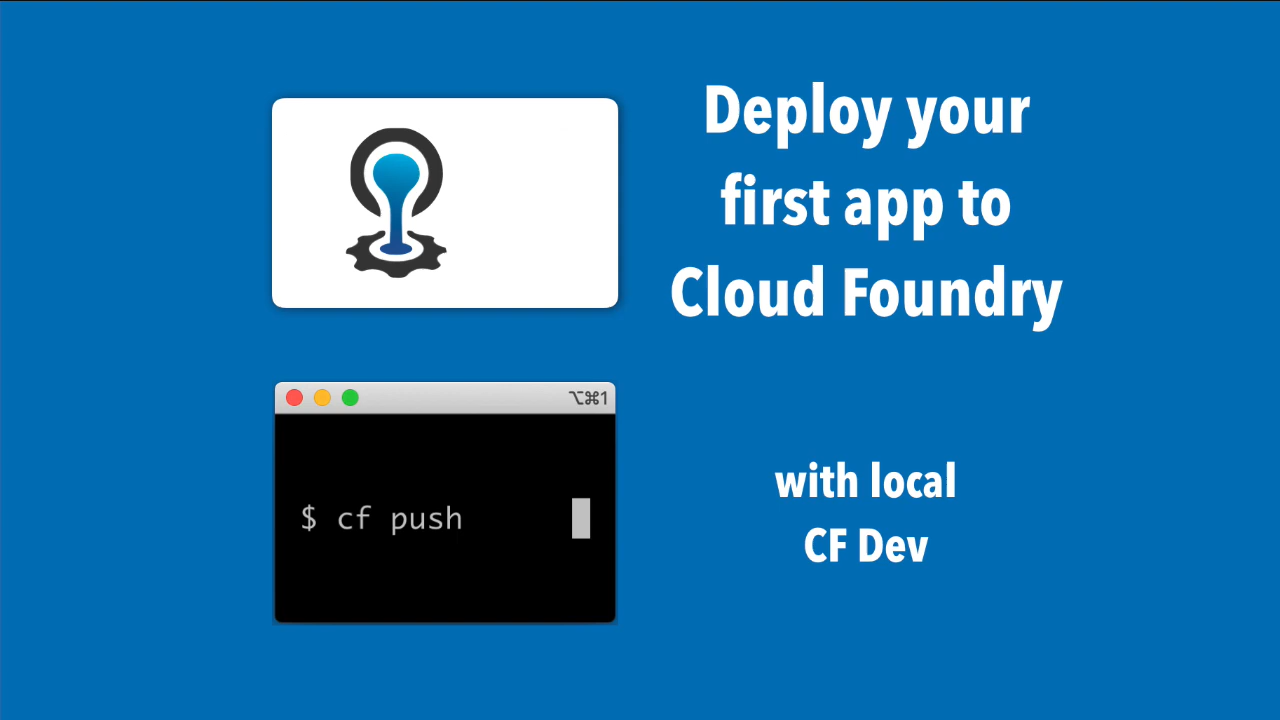 Deploy your
first app to
Cloud Foundry
⌥⌘1
$ cf push
with local
CF Dev